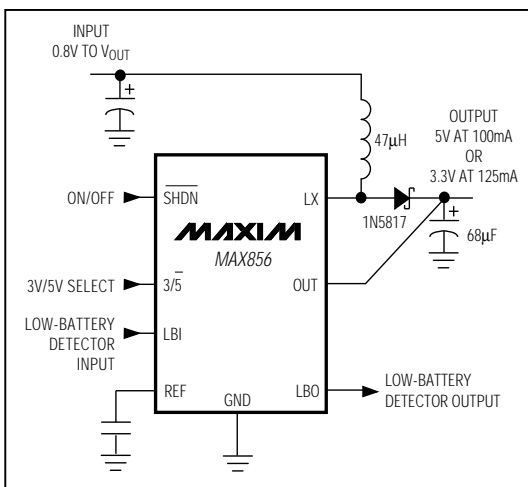 INPUT
0.8V TO VOUT
+
47µH
OUTPUT
5V AT 100mA
OR
3.3V AT 125mA
ON/OFF
SHDN
LX
1N5817
+
68µF
MAXIM
MAX856
3V/5V SELECT
3/5
OUT
LOW-BATTERY
DETECTOR
INPUT
LBI
REF
GND
LBO
LOW-BATTERY
DETECTOR OUTPUT